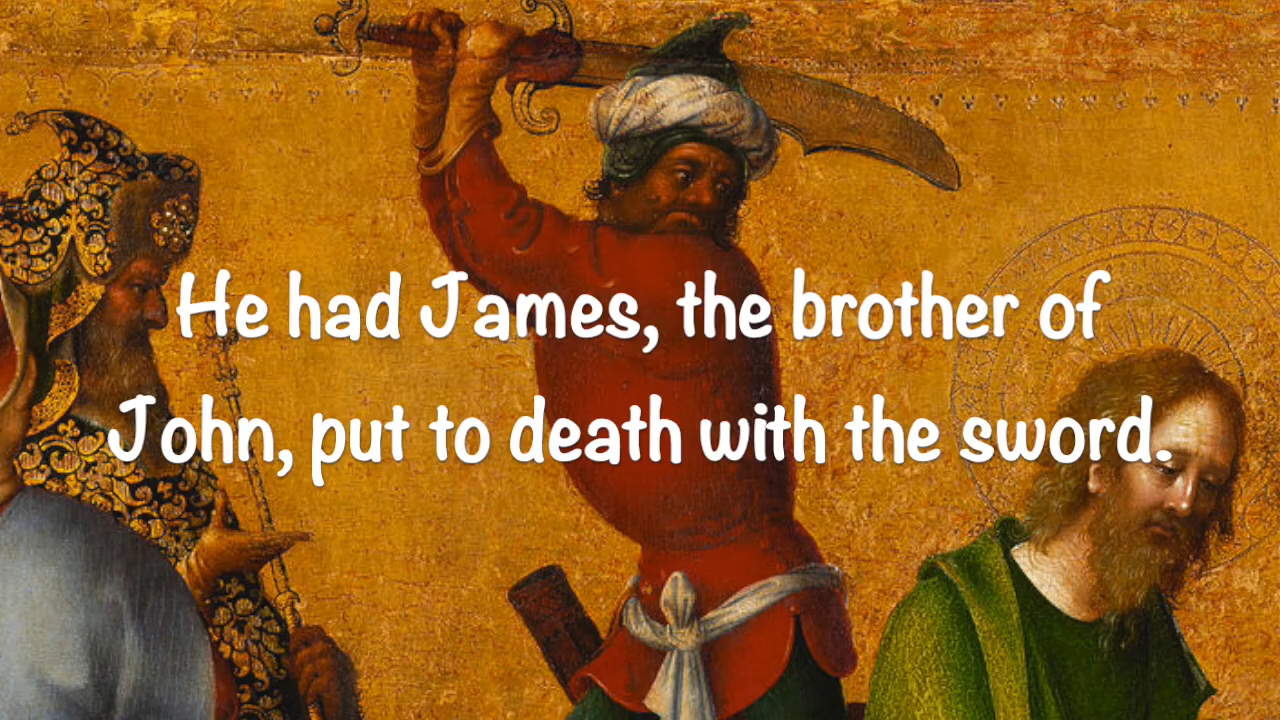 He had James, the brother of
John, put to death with the sword.